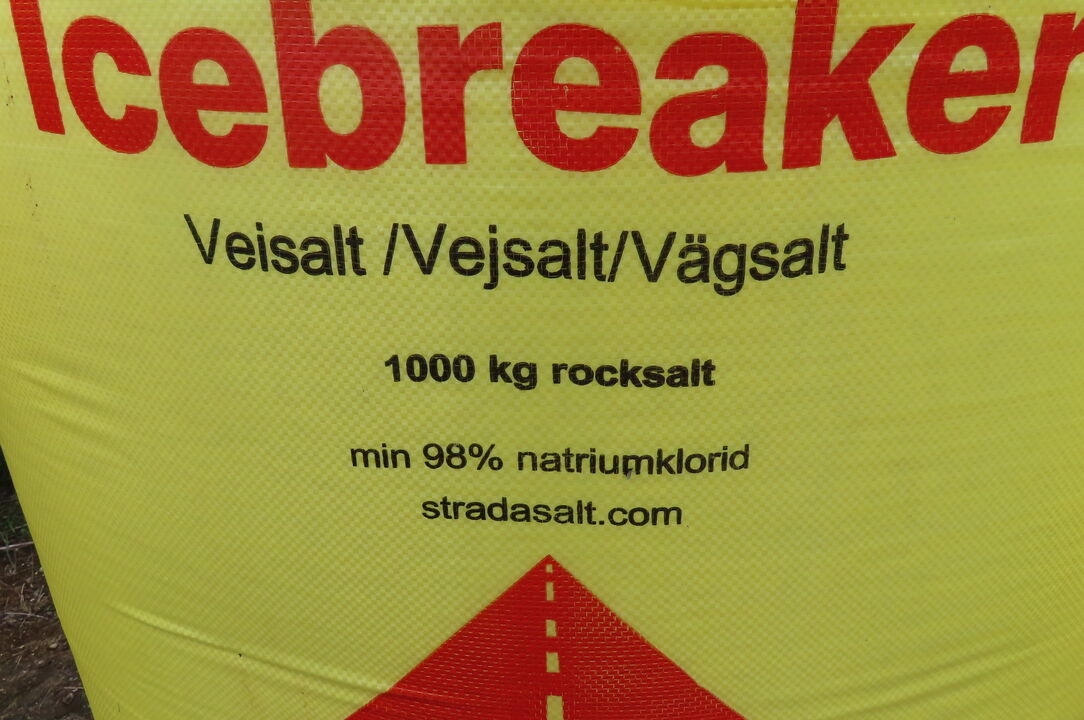 Icebreaker
Veisalt /Vejsalt/Vägsalt
1000 kg rocksalt
min 98% natriumklorid
stradasalt.com